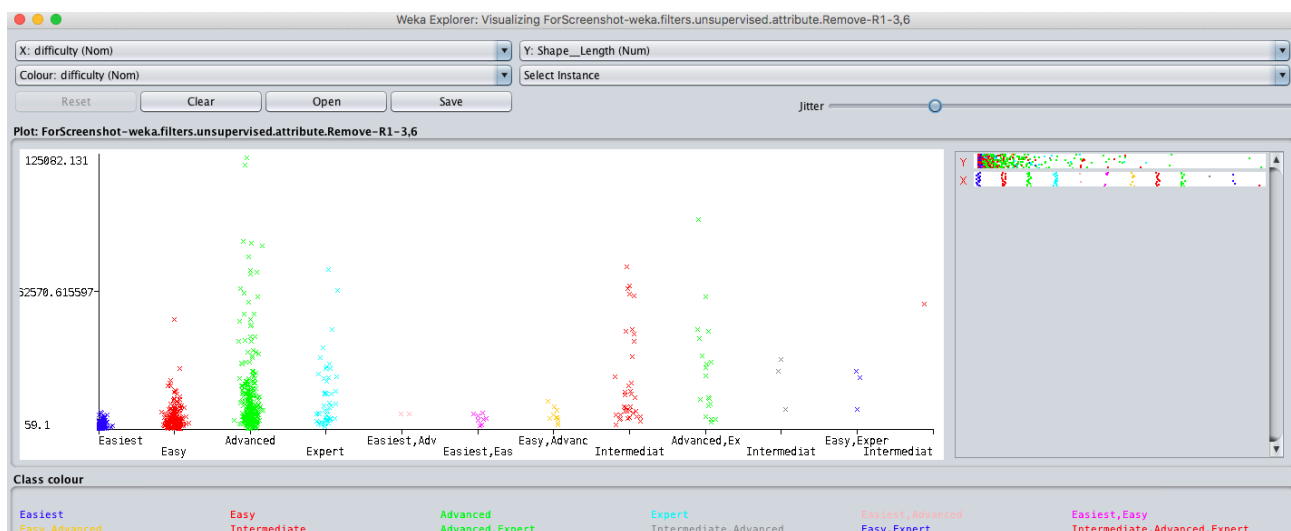 Weka Explorer: Visualizing ForScreenshot-weka.filters.unsupervised.attribute.Remove-R1-3,6
X: difficulty (Nom) Y: Shape__Length (Num)
Colour: difficulty (Nom) Select Instance
Reset Clear Open Save Jitter
Plot: ForScreenshot-weka.filters.unsupervised.attribute.Remove-R1-3,6
125082.131
Y
X
62570.615597
59.1
Easiest Advanced Easiest,Adv Easy,Advanc Advanced,Ex Easy,Exper
Easy Expert Easiest,Eas Intermediat Intermediat Intermediat
Class colour
Easiest Easy Advanced Expert Easiest,Advanced Easiest,Easy
Easy,Advanced Intermediate Advanced,Expert Intermediate,Advanced Easy,Expert Intermediate,Advanced,Expert